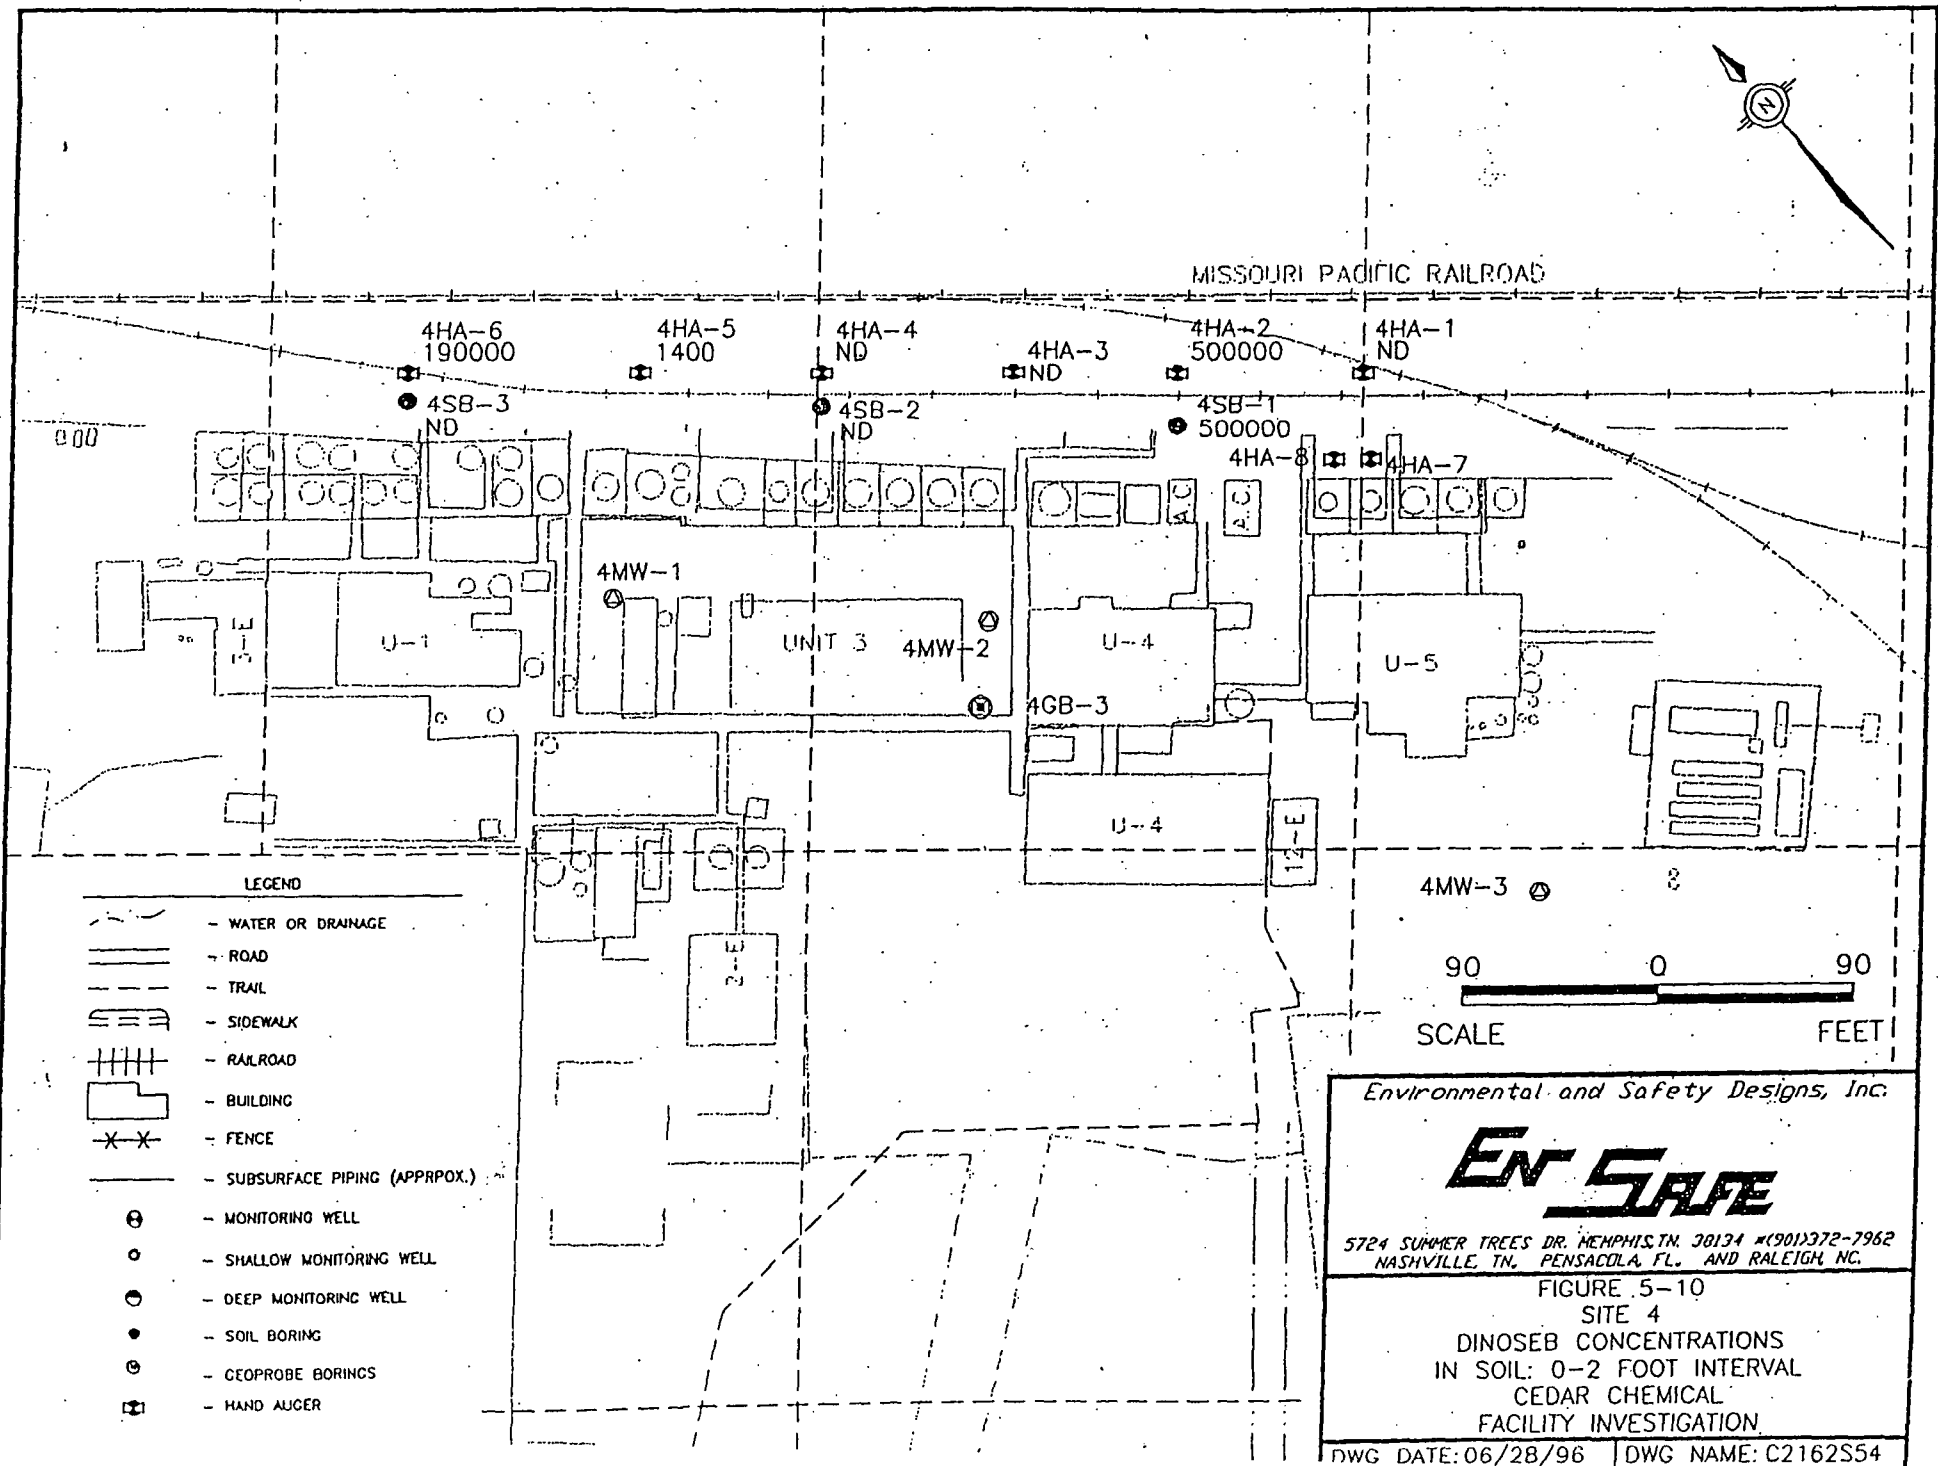 N
MISSOURI PACIFIC RAILROAD
4HA-6
190000
4HA-5
1400
4HA-4
ND
4HA-3
ND
4HA-2
500000
4HA-1
ND
4SB-3
ND
4SB-2
ND
4SB-1
500000
4HA-8
4HA-7
A.C
A.C
4MW-1
3-E
U-1
UNIT 3
4MW-2
U-4
U-5
4GB-3
U-4
12-E
2-E
4MW-3
LEGEND
- WATER OR DRAINAGE
- ROAD
- TRAIL
- SIDEWALK
- RAILROAD
- BUILDING
- FENCE
- SUBSURFACE PIPING (APPRPOX.)
- MONITORING WELL
- SHALLOW MONITORING WELL
- DEEP MONITORING WELL
- SOIL BORING
- GEOPROBE BORINGS
- HAND AUGER
90 0 90
SCALE FEET
Environmental and Safety Designs, Inc.
EN SAFE
5724 SUMMER TREES DR. MEMPHIS, TN. 38134 #(901)372-7962
NASHVILLE, TN. PENSACOLA, FL. AND RALEIGH, NC.
FIGURE 5-10
SITE 4
DINOSEB CONCENTRATIONS
IN SOIL: 0-2 FOOT INTERVAL
CEDAR CHEMICAL
FACILITY INVESTIGATION
DWG DATE: 06/28/96 DWG NAME: C2162S54